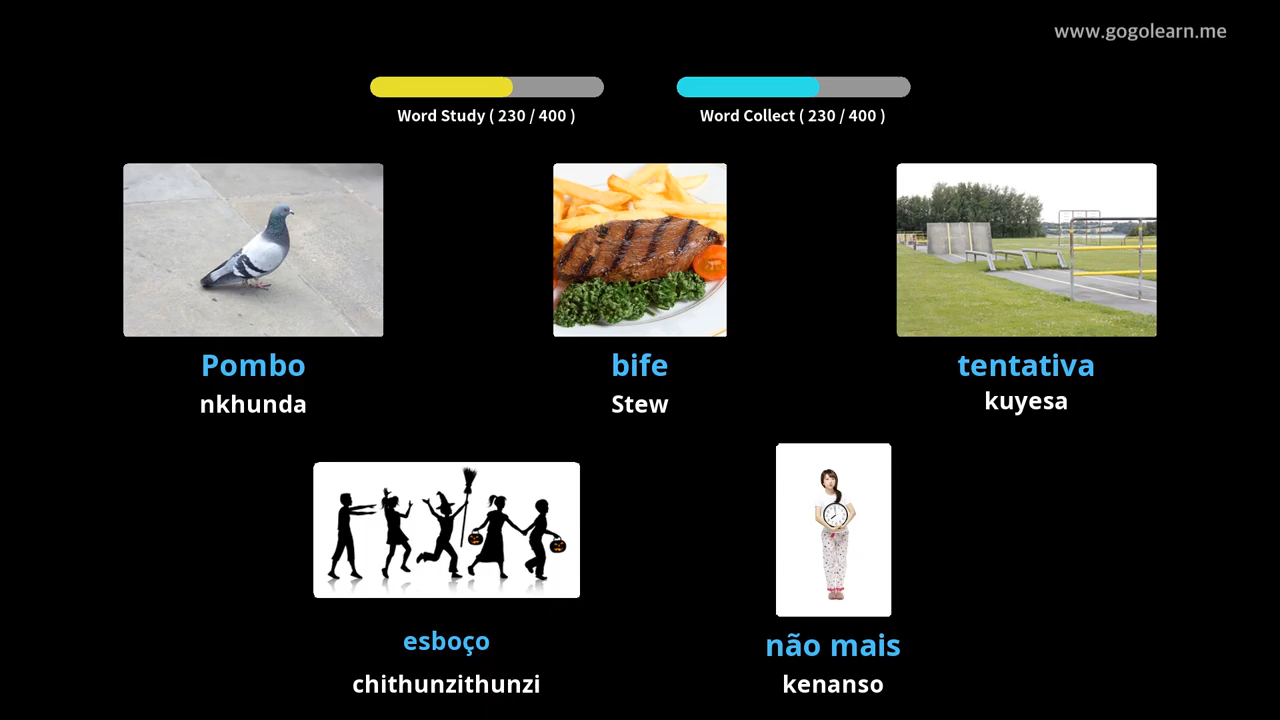 www.gogolearn.me
Word Study ( 230 / 400 )
Word Collect ( 230 / 400 )
Pombo
nkhunda
bife
Stew
tentativa
kuyesa
esboço
chithunzithunzi
não mais
kenanso